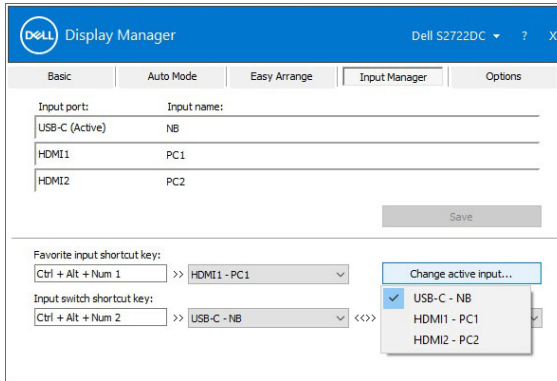 DELL Display Manager Dell S2722DC ? X
Basic Auto Mode Easy Arrange Input Manager Options
Input port: Input name:
USB-C (Active) NB
HDMI1 PC1
HDMI2 PC2
Save
Favorite input shortcut key:
Ctrl + Alt + Num 1 >> HDMI1 - PC1 Change active input...
Input switch shortcut key:
Ctrl + Alt + Num 2 >> USB-C - NB <<>>
USB-C - NB
HDMI1 - PC1
HDMI2 - PC2